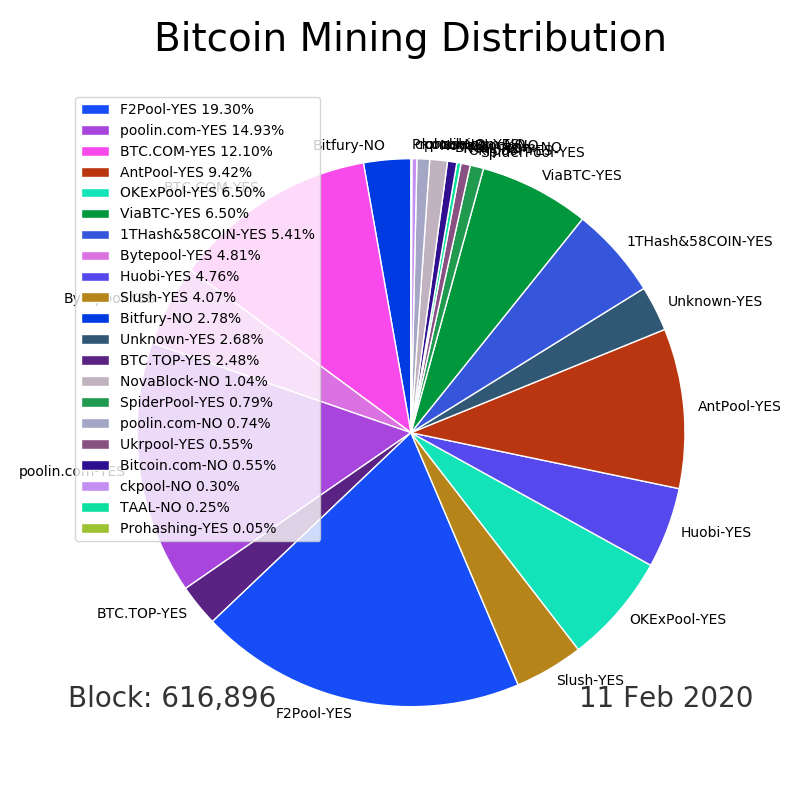 Bitcoin Mining Distribution
F2Pool-YES 19.30%
poolin.com-YES 14.93%
BTC.COM-YES 12.10%
AntPool-YES 9.42%
OKExPool-YES 6.50%
ViaBTC-YES 6.50%
1THash&58COIN-YES 5.41%
Bytepool-YES 4.81%
Huobi-YES 4.76%
Slush-YES 4.07%
Bitfury-NO 2.78%
Unknown-YES 2.68%
BTC.TOP-YES 2.48%
NovaBlock-NO 1.04%
SpiderPool-YES 0.79%
poolin.com-NO 0.74%
Ukrpool-YES 0.55%
Bitcoin.com-NO 0.55%
ckpool-NO 0.30%
TAAL-NO 0.25%
Prohashing-YES 0.05%
Bitfury-NO
SpiderPool-YES
ViaBTC-YES
1THash&58COIN-YES
Unknown-YES
AntPool-YES
Huobi-YES
OKExPool-YES
Slush-YES
F2Pool-YES
BTC.TOP-YES
poolin.com-YES
BTC.COM-YES
Block: 616,896
11 Feb 2020